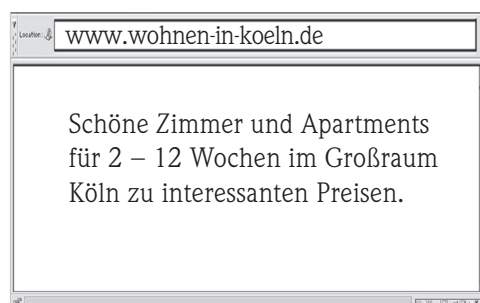 Location:
www.wohnen-in-koeln.de
Schöne Zimmer und Apartments
für 2 – 12 Wochen im Großraum
Köln zu interessanten Preisen.